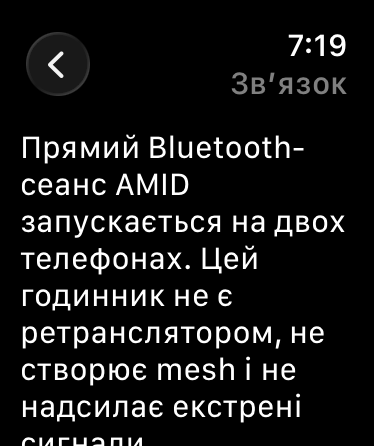 7:19
Зв’язок
Прямий Bluetooth-
сеанс AMID
запускається на двох
телефонах. Цей
годинник не є
ретранслятором, не
створює mesh і не
надсилає екстрені
сигнали.